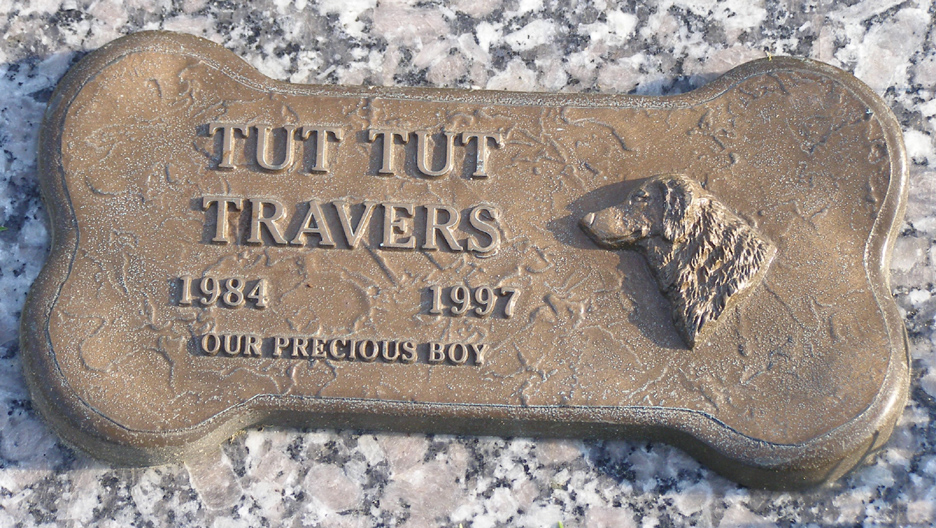 TUT TUT
TRAVERS
1984 1997
OUR PRECIOUS BOY